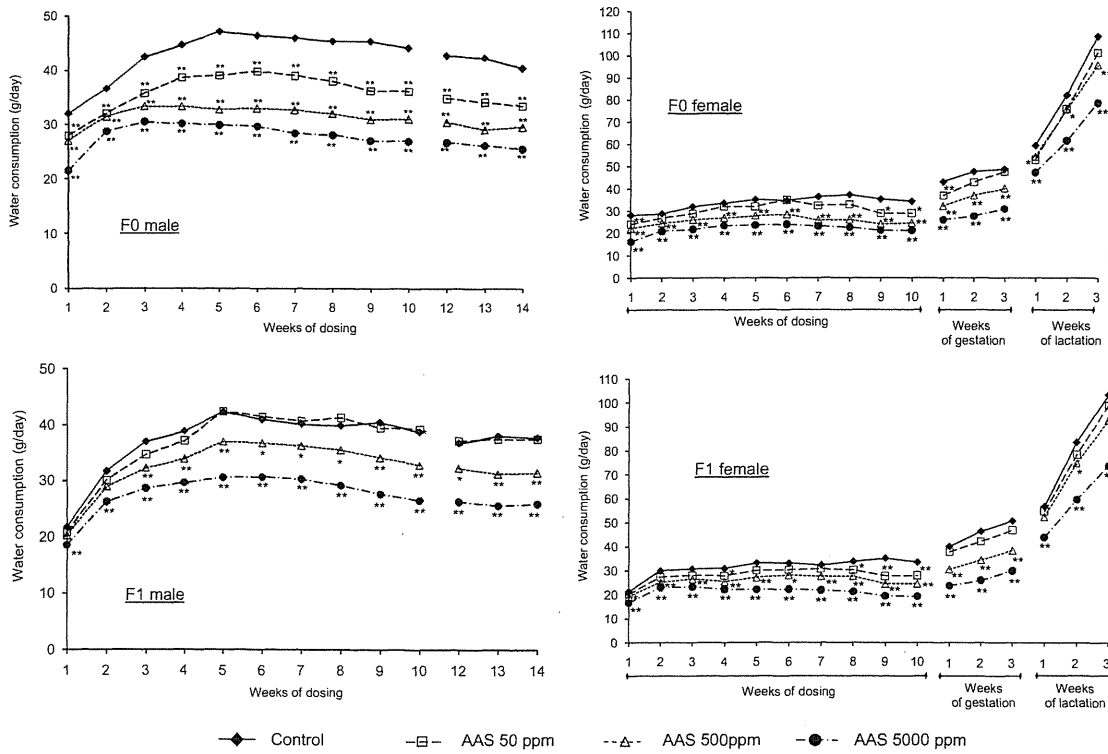 50
40
30
20
10
0
Water consumption (g/day)
F0 male
1 2 3 4 5 6 7 8 9 10 12 13 14
Weeks of dosing
120
110
100
90
80
70
60
50
40
30
20
10
0
Water consumption (g/day)
F0 female
1 2 3 4 5 6 7 8 9 10 1 2 3 1 2 3
Weeks of dosing
Weeks
of gestation
Weeks
of lactation
50
40
30
20
10
0
Water consumption (g/day)
F1 male
1 2 3 4 5 6 7 8 9 10 12 13 14
Weeks of dosing
110
100
90
80
70
60
50
40
30
20
10
0
Water consumption (g/day)
F1 female
1 2 3 4 5 6 7 8 9 10 1 2 3 1 2 3
Weeks of dosing
Weeks
of gestation
Weeks
of lactation
Control AAS 50 ppm AAS 500ppm AAS 5000 ppm